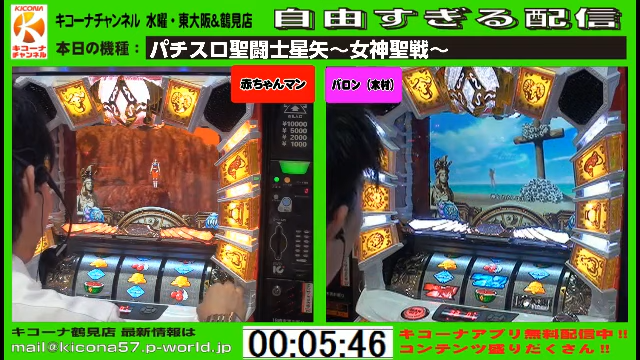 KICONA
キコーナ
チャンネル
キコーナチャンネル 水曜・東大阪&鶴見店
自由すぎる配信
本日の機種：パチスロ聖闘士星矢〜女神聖戦〜
赤ちゃんマン
バロン（木村）
¥10000
¥ 5000
¥ 2000
¥ 1000
キコーナ鶴見店 最新情報は
mail@kicona57.p-world.jp
00:05:46
キコーナアプリ無料配信中!!
コンテンツ盛りだくさん!!